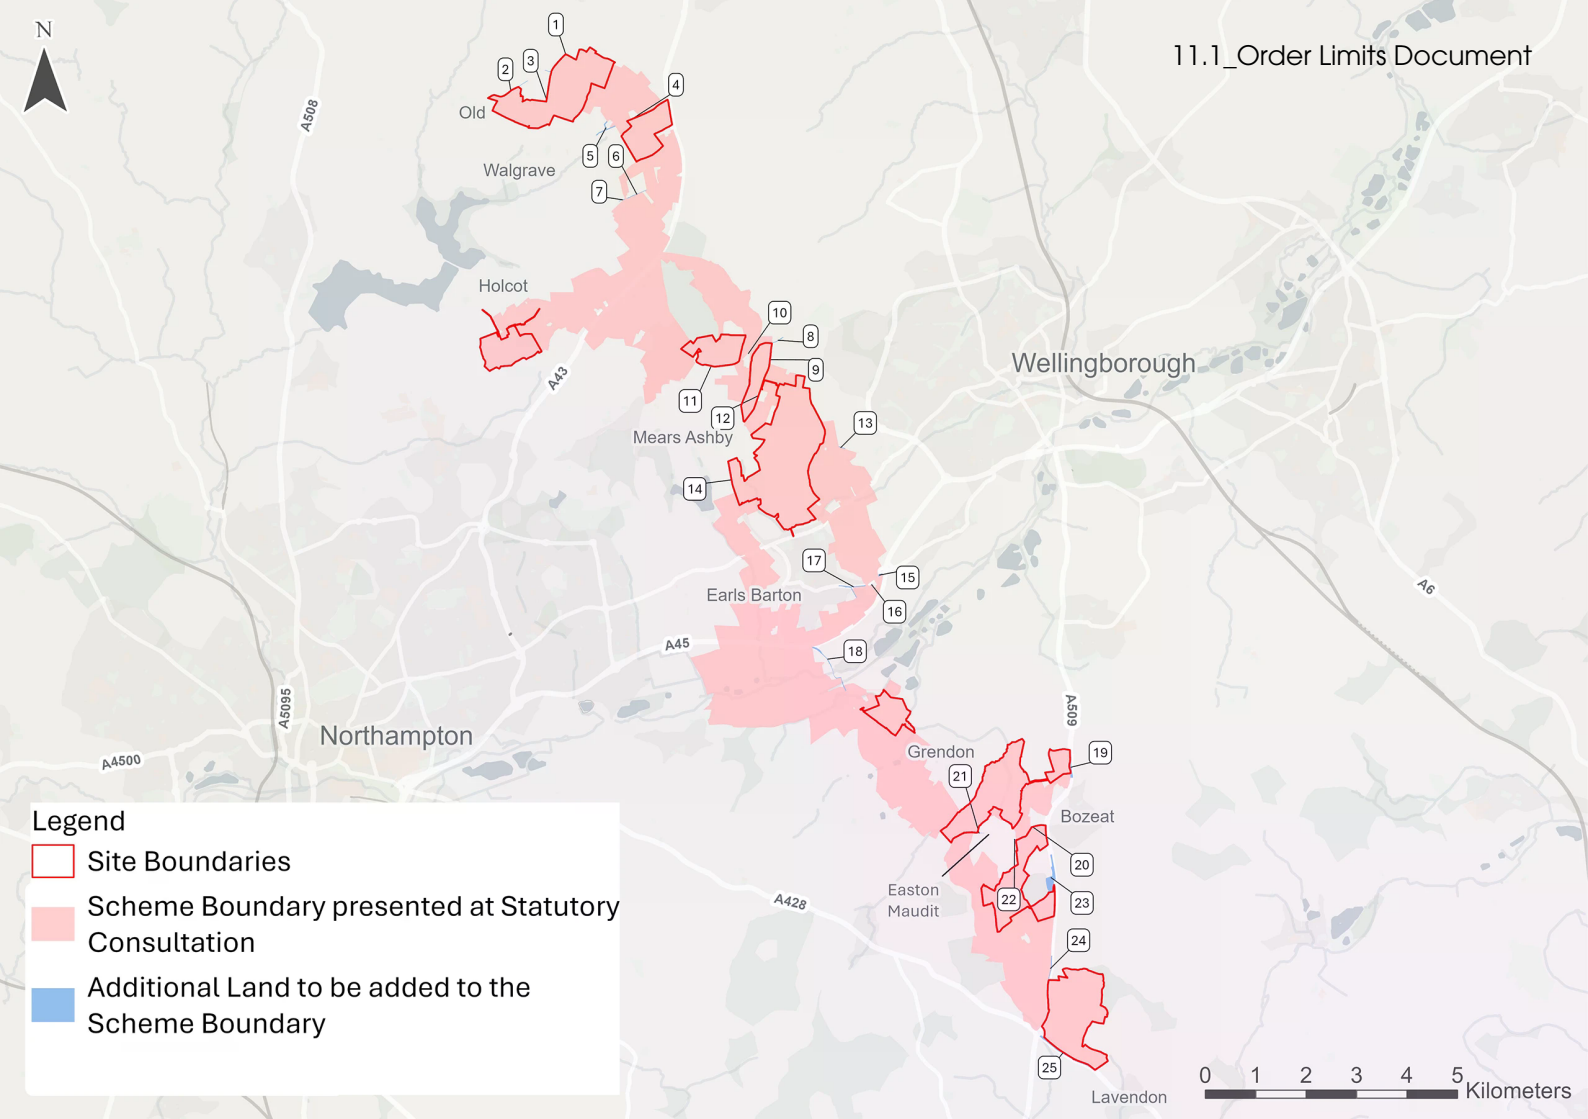 N
11.1_Order Limits Document
1
2
3
4
Old
A508
5
6
Walgrave
7
Holcot
10
8
9
Wellingborough
A43
11
12
13
Mears Ashby
14
17
15
Earls Barton
16
A6
A45
18
A5095
A509
Northampton
Grendon
19
A4500
21
Bozeat
20
Easton
Maudit
22
23
A428
24
25
Lavendon
Legend
Site Boundaries
Scheme Boundary presented at Statutory
Consultation
Additional Land to be added to the
Scheme Boundary
0 1 2 3 4 5
Kilometers